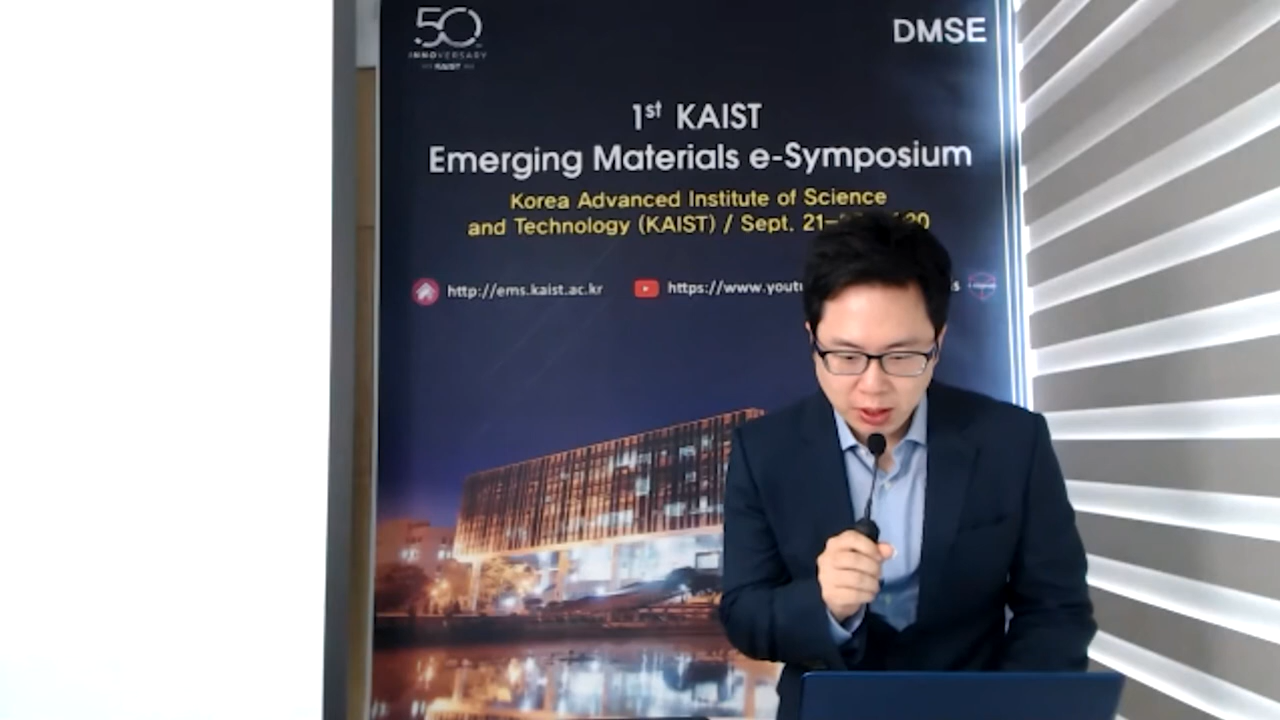 50
INNOVERSARY
KAIST
DMSE
1st KAIST
Emerging Materials e-Symposium
Korea Advanced Institute of Science
and Technology (KAIST) / Sept. 21
http://ems.kaist.ac.kr
https://www.yout